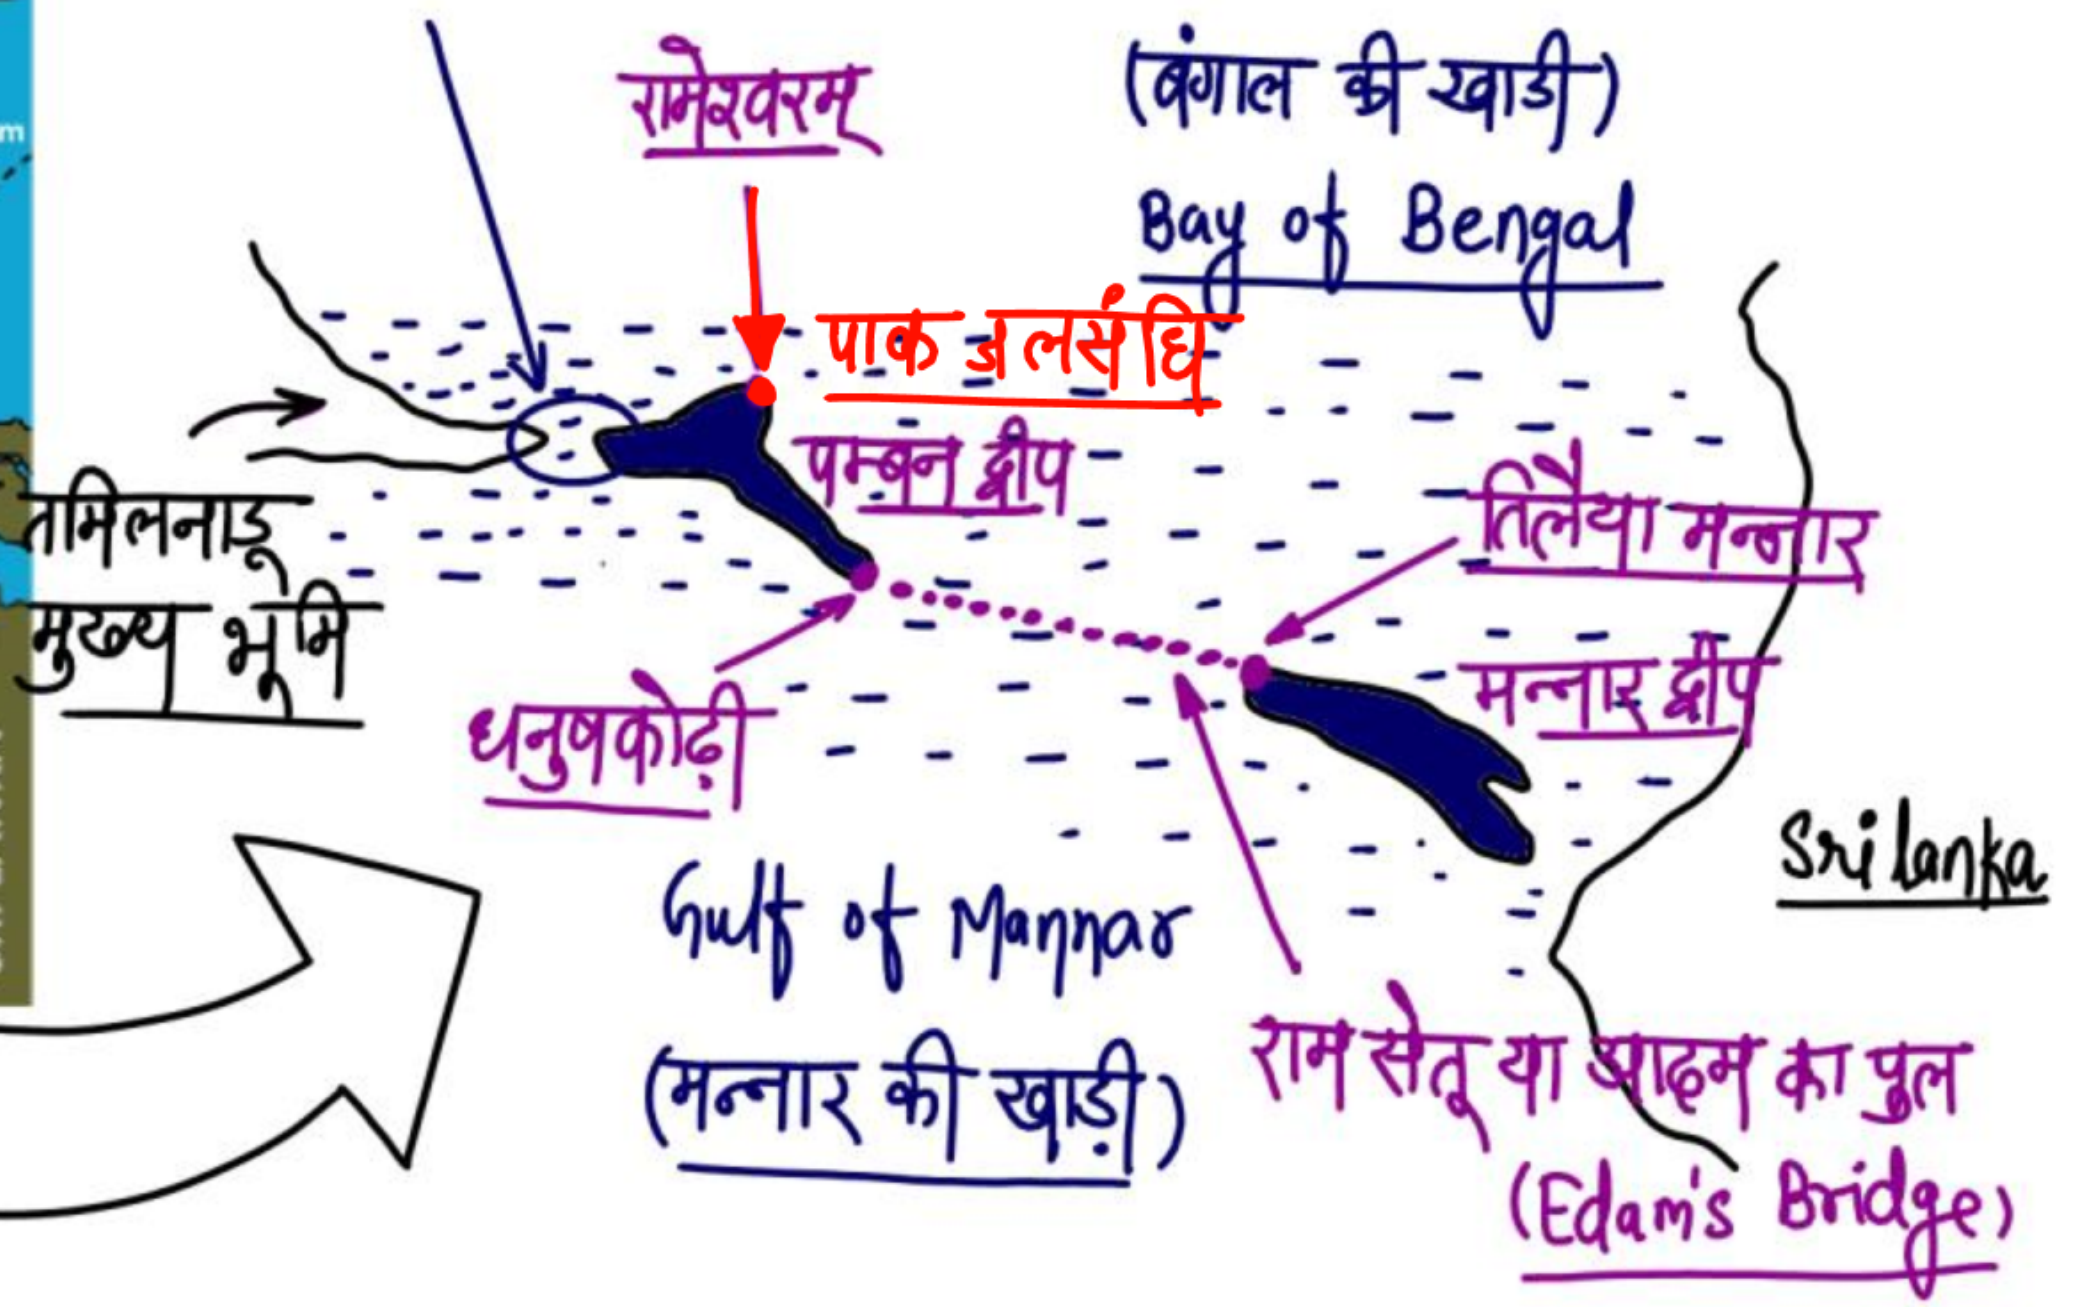 रामेश्वरम्
(बंगाल की खाडी)
Bay of Bengal
पाक जलसंधि
पम्बन द्वीप
तमिलनाडू
मुख्य भूमि
तिलैया मन्नार
मन्नार द्वीप
धनुषकोढ़ी
Sri lanka
Gulf of Mannar
(मन्नार की खाड़ी)
राम सेतू या आदम का पुल
(Edam's Bridge)